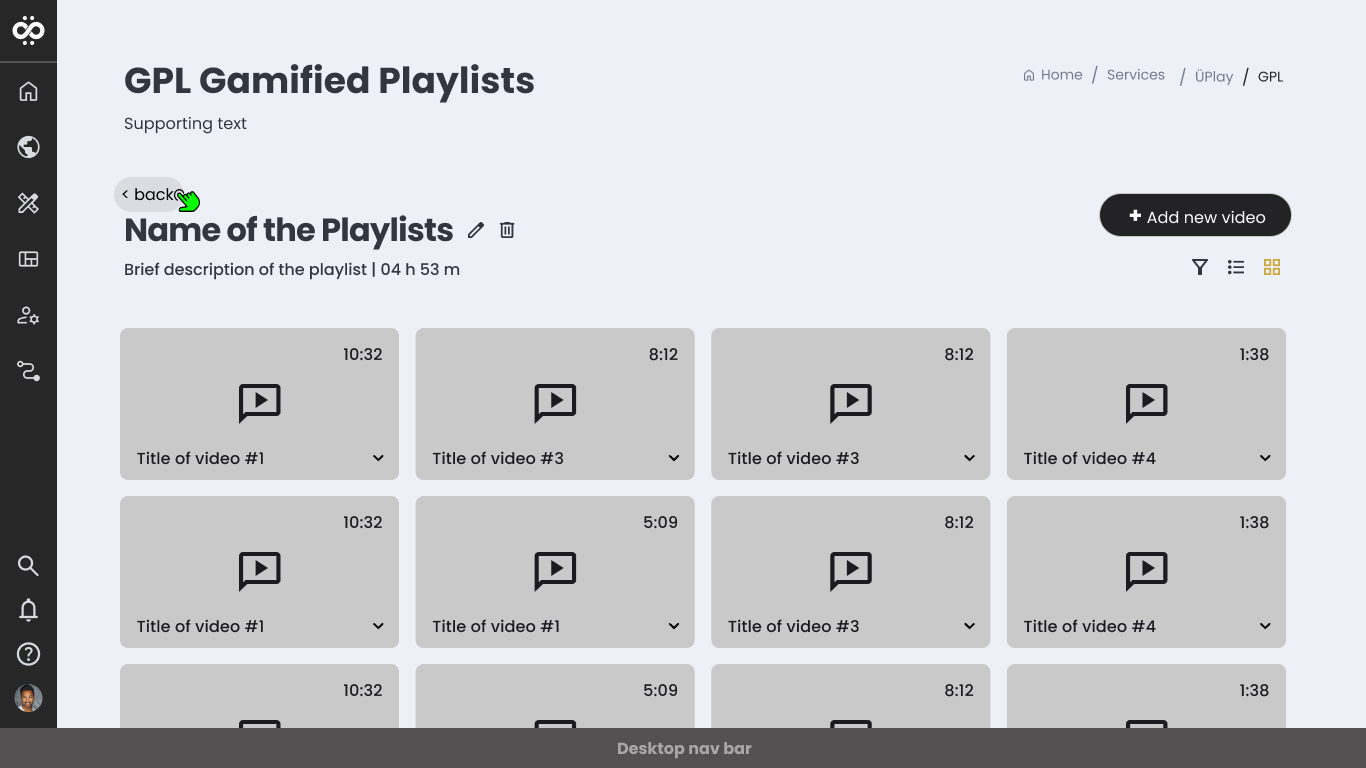 GPL Gamified Playlists
Home / Services / ÜPlay / GPL
Supporting text
< back
Name of the Playlists
+ Add new video
Brief description of the playlist | 04 h 53 m
10:32
8:12
8:12
1:38
Title of video #1
Title of video #3
Title of video #3
Title of video #4
10:32
5:09
8:12
1:38
Title of video #1
Title of video #1
Title of video #3
Title of video #4
10:32
5:09
8:12
1:38
Desktop nav bar